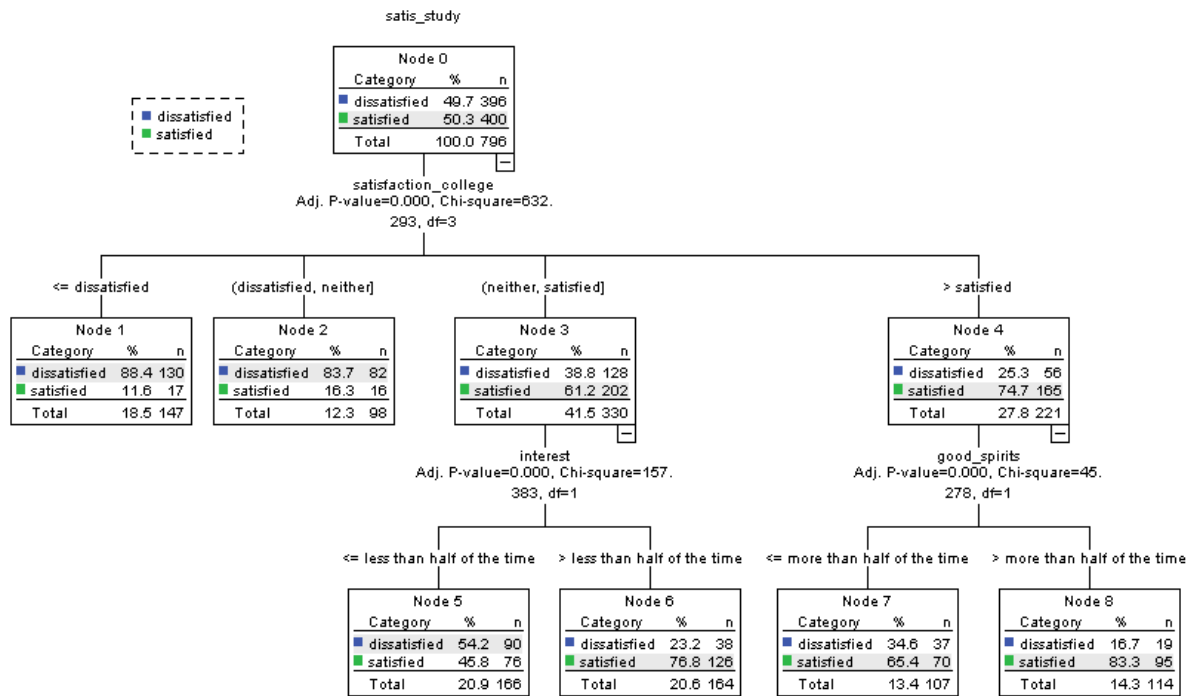 satis_study
dissatisfied
satisfied
Node 0
Category % n
dissatisfied 49.7 396
satisfied 50.3 400
Total 100.0 796
satisfaction_college
Adj. P-value=0.000, Chi-square=632.
293, df=3
<= dissatisfied
(dissatisfied, neither]
(neither, satisfied]
> satisfied
Node 1
Category % n
dissatisfied 88.4 130
satisfied 11.6 17
Total 18.5 147
Node 2
Category % n
dissatisfied 83.7 82
satisfied 16.3 16
Total 12.3 98
Node 3
Category % n
dissatisfied 38.8 128
satisfied 61.2 202
Total 41.5 330
Node 4
Category % n
dissatisfied 25.3 56
satisfied 74.7 165
Total 27.8 221
interest
Adj. P-value=0.000, Chi-square=157.
383, df=1
good_spirits
Adj. P-value=0.000, Chi-square=45.
278, df=1
<= less than half of the time
> less than half of the time
<= more than half of the time
> more than half of the time
Node 5
Category % n
dissatisfied 54.2 90
satisfied 45.8 76
Total 20.9 166
Node 6
Category % n
dissatisfied 23.2 38
satisfied 76.8 126
Total 20.6 164
Node 7
Category % n
dissatisfied 34.6 37
satisfied 65.4 70
Total 13.4 107
Node 8
Category % n
dissatisfied 16.7 19
satisfied 83.3 95
Total 14.3 114